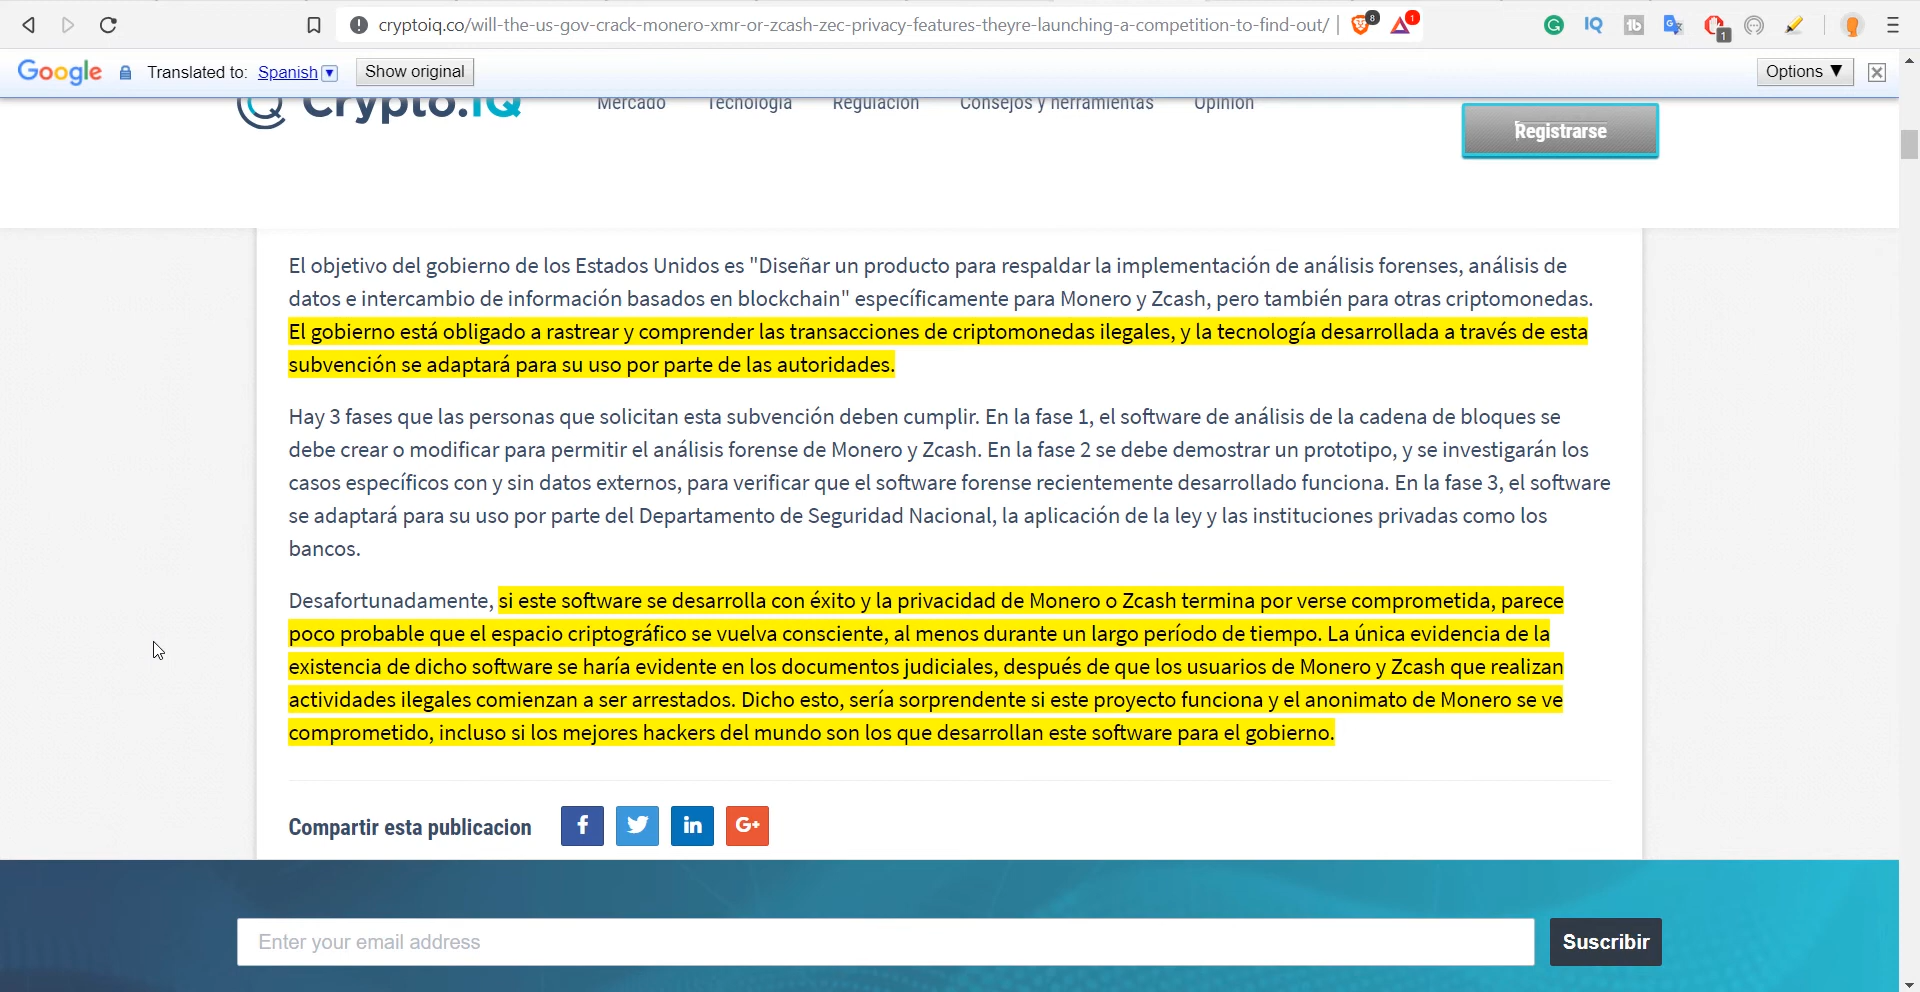 cryptoiq.co/will-the-us-gov-crack-monero-xmr-or-zcash-zec-privacy-features-theyre-launching-a-competition-to-find-out/
8
1
IQ
tb
1
Google
Translated to: Spanish ▼ Show original
Options ▼
Crypto.IQ
Mercado Tecnología Regulación Consejos y herramientas Opinión
Registrarse
El objetivo del gobierno de los Estados Unidos es "Diseñar un producto para respaldar la implementación de análisis forenses, análisis de
datos e intercambio de información basados en blockchain" específicamente para Monero y Zcash, pero también para otras criptomonedas.
El gobierno está obligado a rastrear y comprender las transacciones de criptomonedas ilegales, y la tecnología desarrollada a través de esta
subvención se adaptará para su uso por parte de las autoridades.
Hay 3 fases que las personas que solicitan esta subvención deben cumplir. En la fase 1, el software de análisis de la cadena de bloques se
debe crear o modificar para permitir el análisis forense de Monero y Zcash. En la fase 2 se debe demostrar un prototipo, y se investigarán los
casos específicos con y sin datos externos, para verificar que el software forense recientemente desarrollado funciona. En la fase 3, el software
se adaptará para su uso por parte del Departamento de Seguridad Nacional, la aplicación de la ley y las instituciones privadas como los
bancos.
Desafortunadamente, si este software se desarrolla con éxito y la privacidad de Monero o Zcash termina por verse comprometida, parece
poco probable que el espacio criptográfico se vuelva consciente, al menos durante un largo período de tiempo. La única evidencia de la
existencia de dicho software se haría evidente en los documentos judiciales, después de que los usuarios de Monero y Zcash que realizan
actividades ilegales comienzan a ser arrestados. Dicho esto, sería sorprendente si este proyecto funciona y el anonimato de Monero se ve
comprometido, incluso si los mejores hackers del mundo son los que desarrollan este software para el gobierno.
Compartir esta publicacion f in G+
Enter your email address
Suscribir